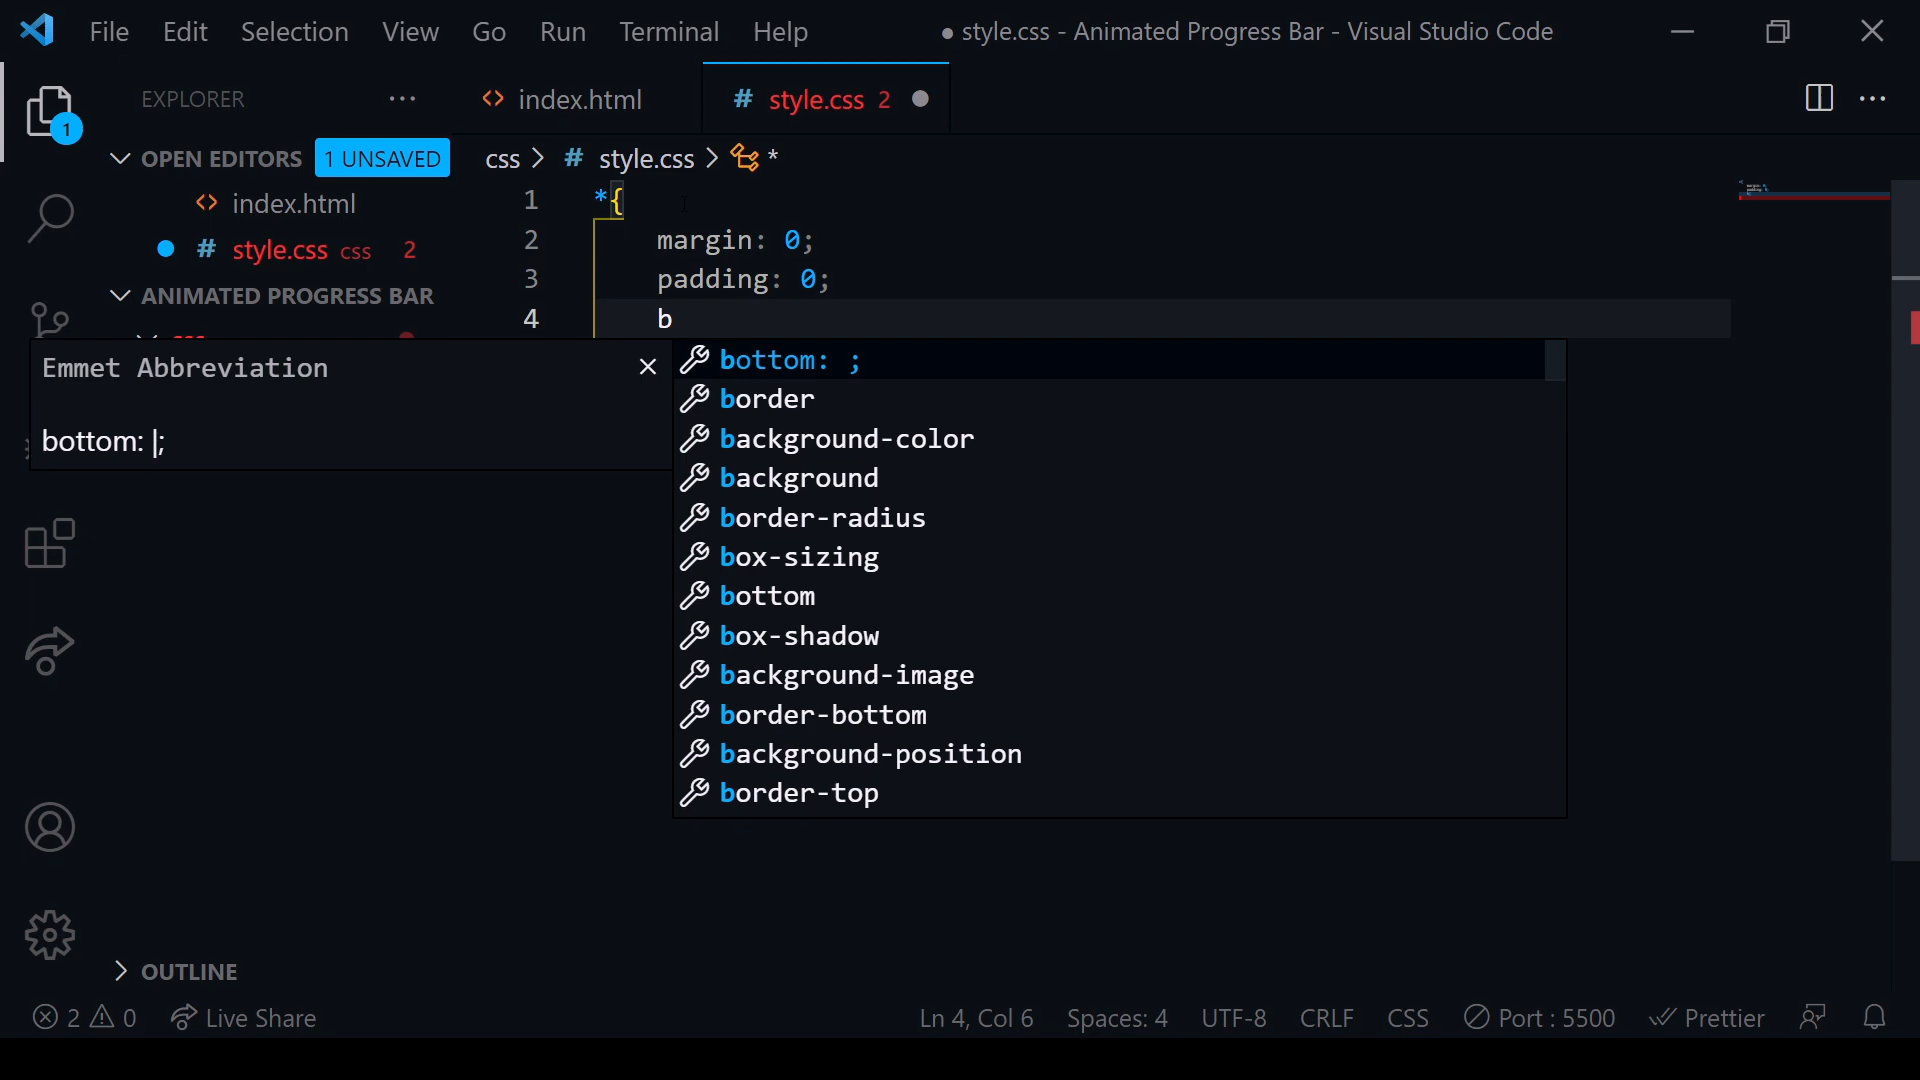 File Edit Selection View Go Run Terminal Help ● style.css - Animated Progress Bar - Visual Studio Code
EXPLORER ··· <> index.html # style.css 2 ●
OPEN EDITORS 1 UNSAVED css > # style.css > *
<> index.html
# style.css css 2
ANIMATED PROGRESS BAR
1 *{
2 margin: 0;
3 padding: 0;
4 b
Emmet Abbreviation
bottom: |;
bottom: ;
border
background-color
background
border-radius
box-sizing
bottom
box-shadow
background-image
border-bottom
background-position
border-top
OUTLINE
2 0 Live Share Ln 4, Col 6 Spaces: 4 UTF-8 CRLF CSS Port : 5500 Prettier
1